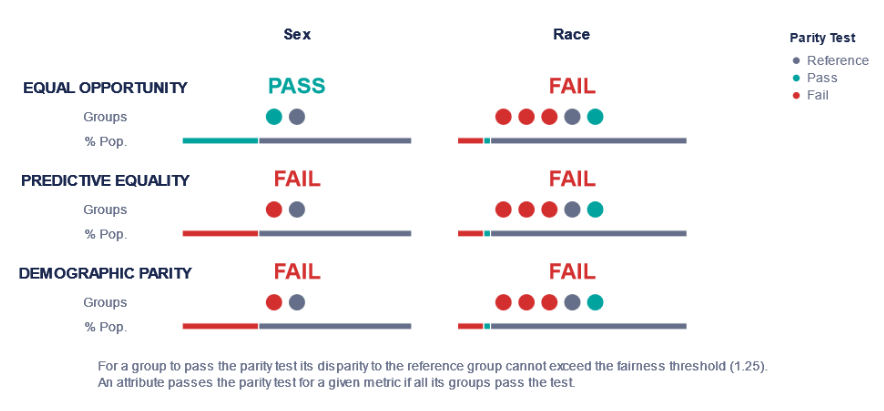 Sex Race
Parity Test
Reference
EQUAL OPPORTUNITY PASS FAIL
Pass
Fail
Groups
% Pop.
PREDICTIVE EQUALITY FAIL FAIL
Groups
% Pop.
DEMOGRAPHIC PARITY FAIL FAIL
Groups
% Pop.
For a group to pass the parity test its disparity to the reference group cannot exceed the fairness threshold (1.25).
An attribute passes the parity test for a given metric if all its groups pass the test.